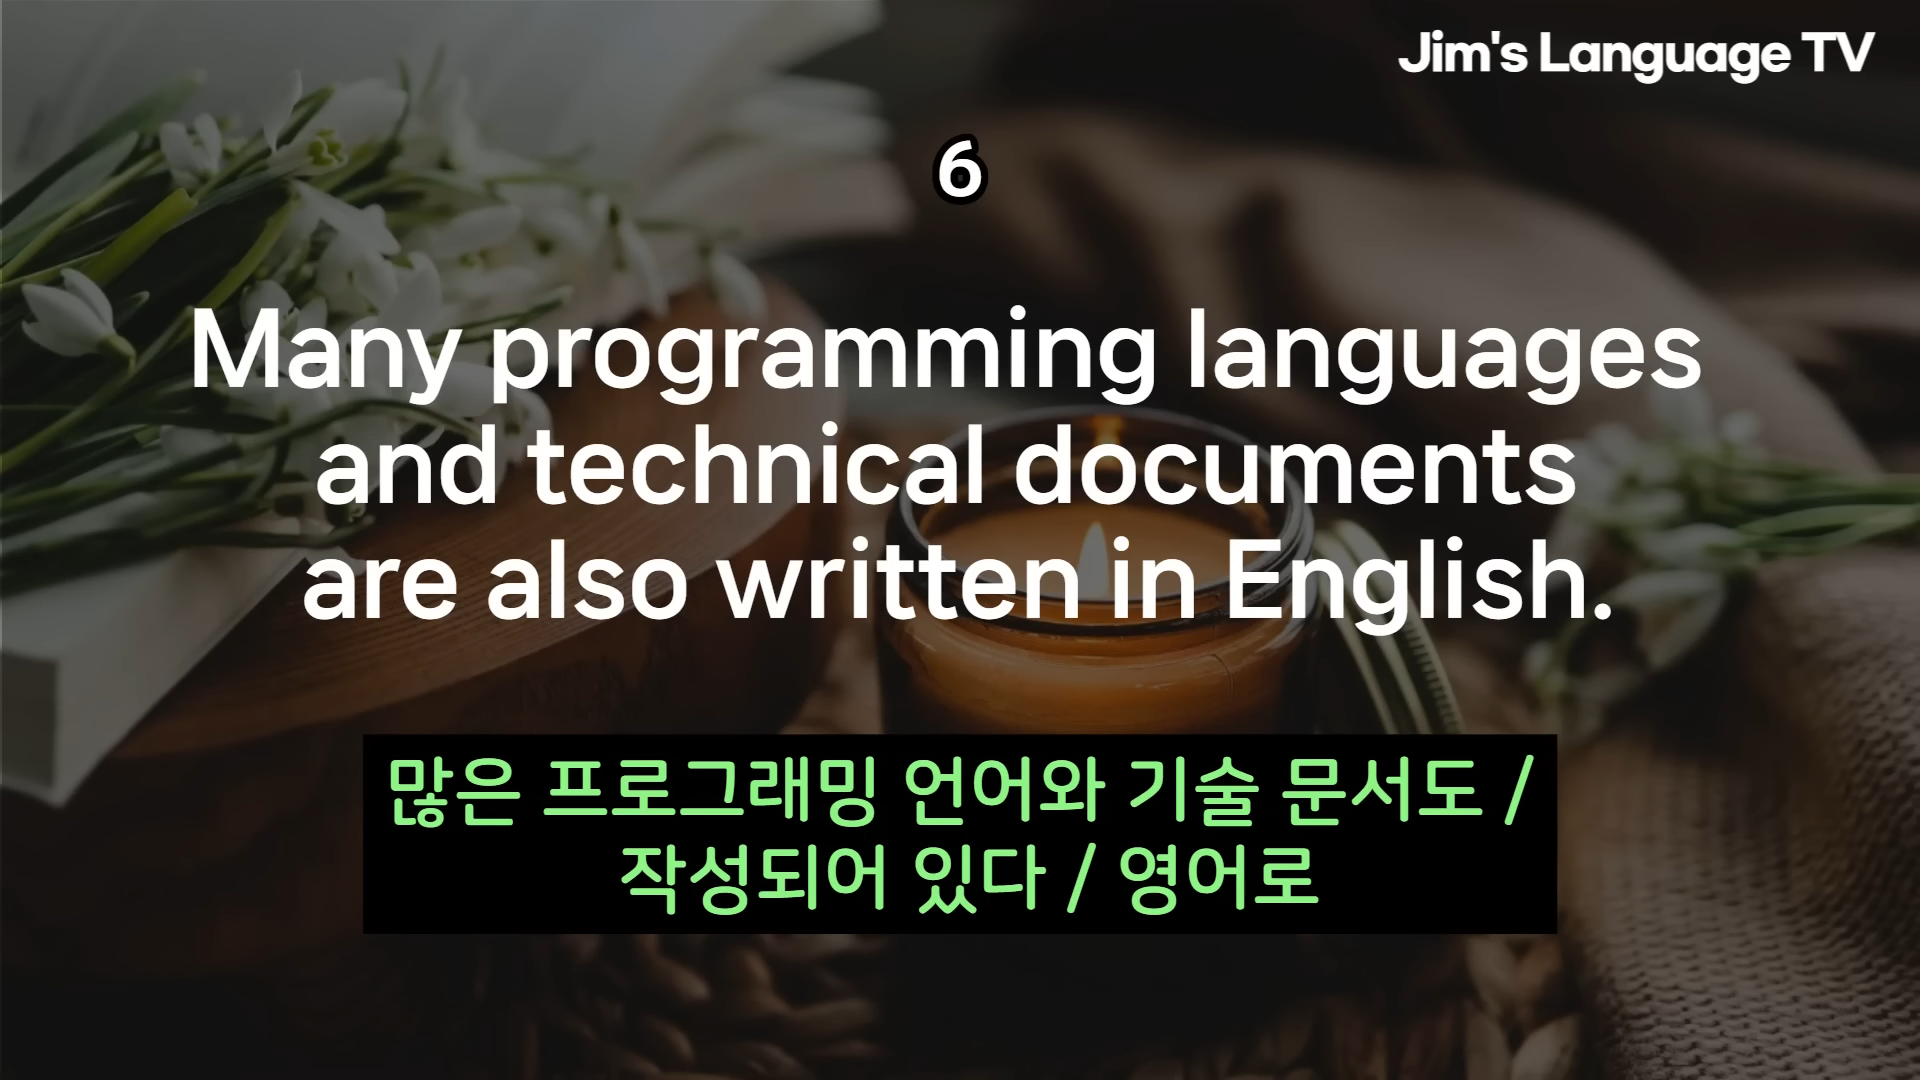 Jim's Language TV
6
Many programming languages
and technical documents
are also written in English.
많은 프로그래밍 언어와 기술 문서도 /
작성되어 있다 / 영어로